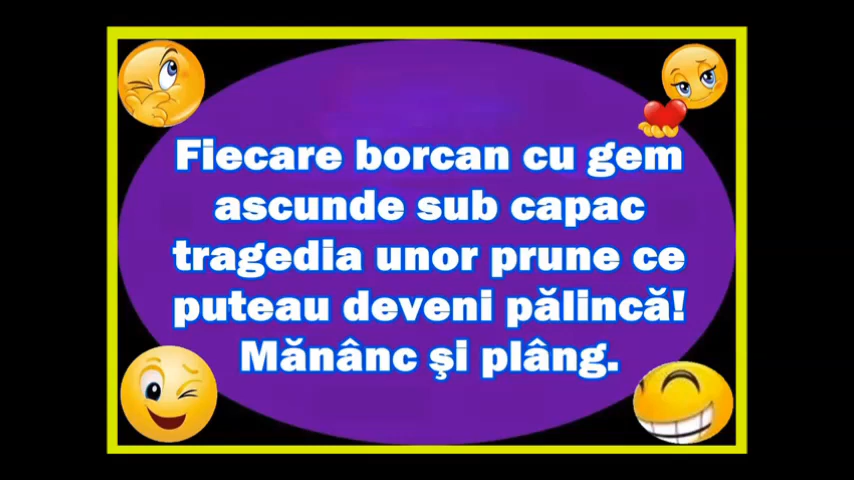 Fiecare borcan cu gem
ascunde sub capac
tragedia unor prune ce
puteau deveni pălincă!
Mănânc şi plâng.